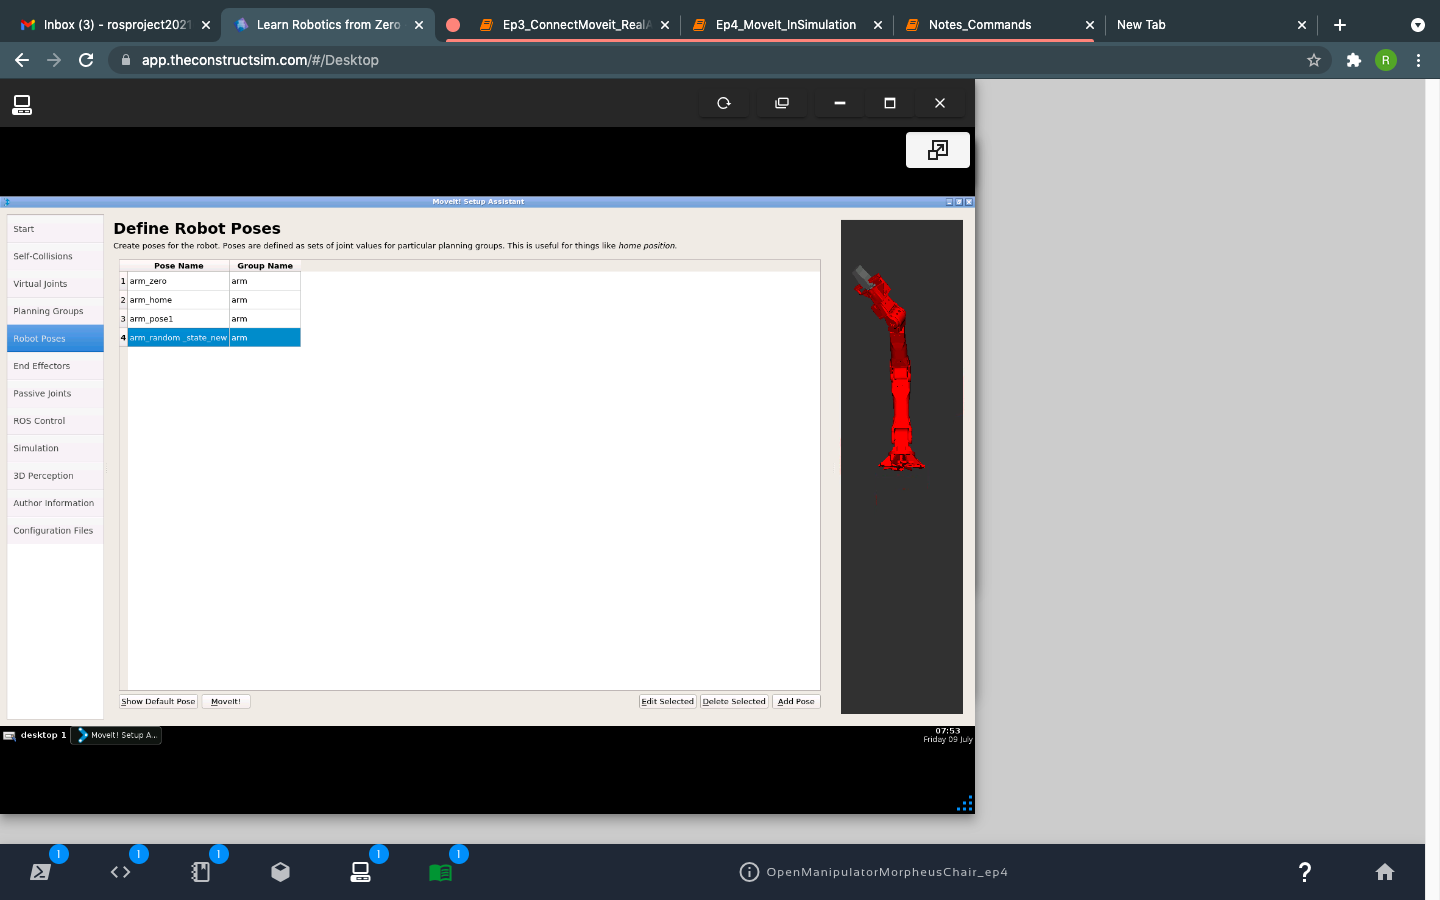 Inbox (3) - rosproject2021
Learn Robotics from Zero
Ep3_ConnectMoveit_RealA
Ep4_MoveIt_InSimulation
Notes_Commands
New Tab
app.theconstructsim.com/#/Desktop
R
MoveIt! Setup Assistant
Start
Self-Collisions
Virtual Joints
Planning Groups
Robot Poses
End Effectors
Passive Joints
ROS Control
Simulation
3D Perception
Author Information
Configuration Files
Define Robot Poses
Create poses for the robot. Poses are defined as sets of joint values for particular planning groups. This is useful for things like home position.
Pose Name Group Name
1 arm_zero arm
2 arm_home arm
3 arm_pose1 arm
4 arm_random _state_new arm
Show Default Pose MoveIt! Edit Selected Delete Selected Add Pose
desktop 1 MoveIt! Setup A...
07:53
Friday 09 July
1 1 1 1 1
OpenManipulatorMorpheusChair_ep4
?